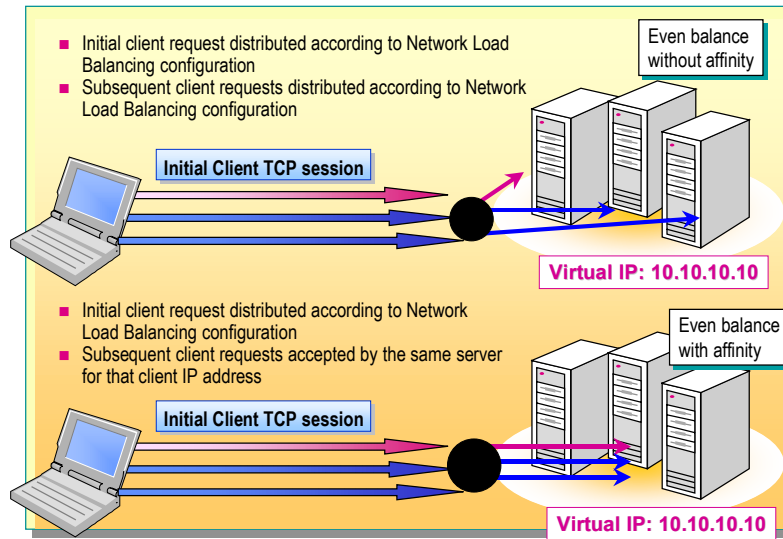 Initial client request distributed according to Network Load
Balancing configuration
Subsequent client requests distributed according to Network
Load Balancing configuration
Even balance
without affinity
Initial Client TCP session
Virtual IP: 10.10.10.10
Initial client request distributed according to Network
Load Balancing configuration
Subsequent client requests accepted by the same server
for that client IP address
Even balance
with affinity
Initial Client TCP session
Virtual IP: 10.10.10.10